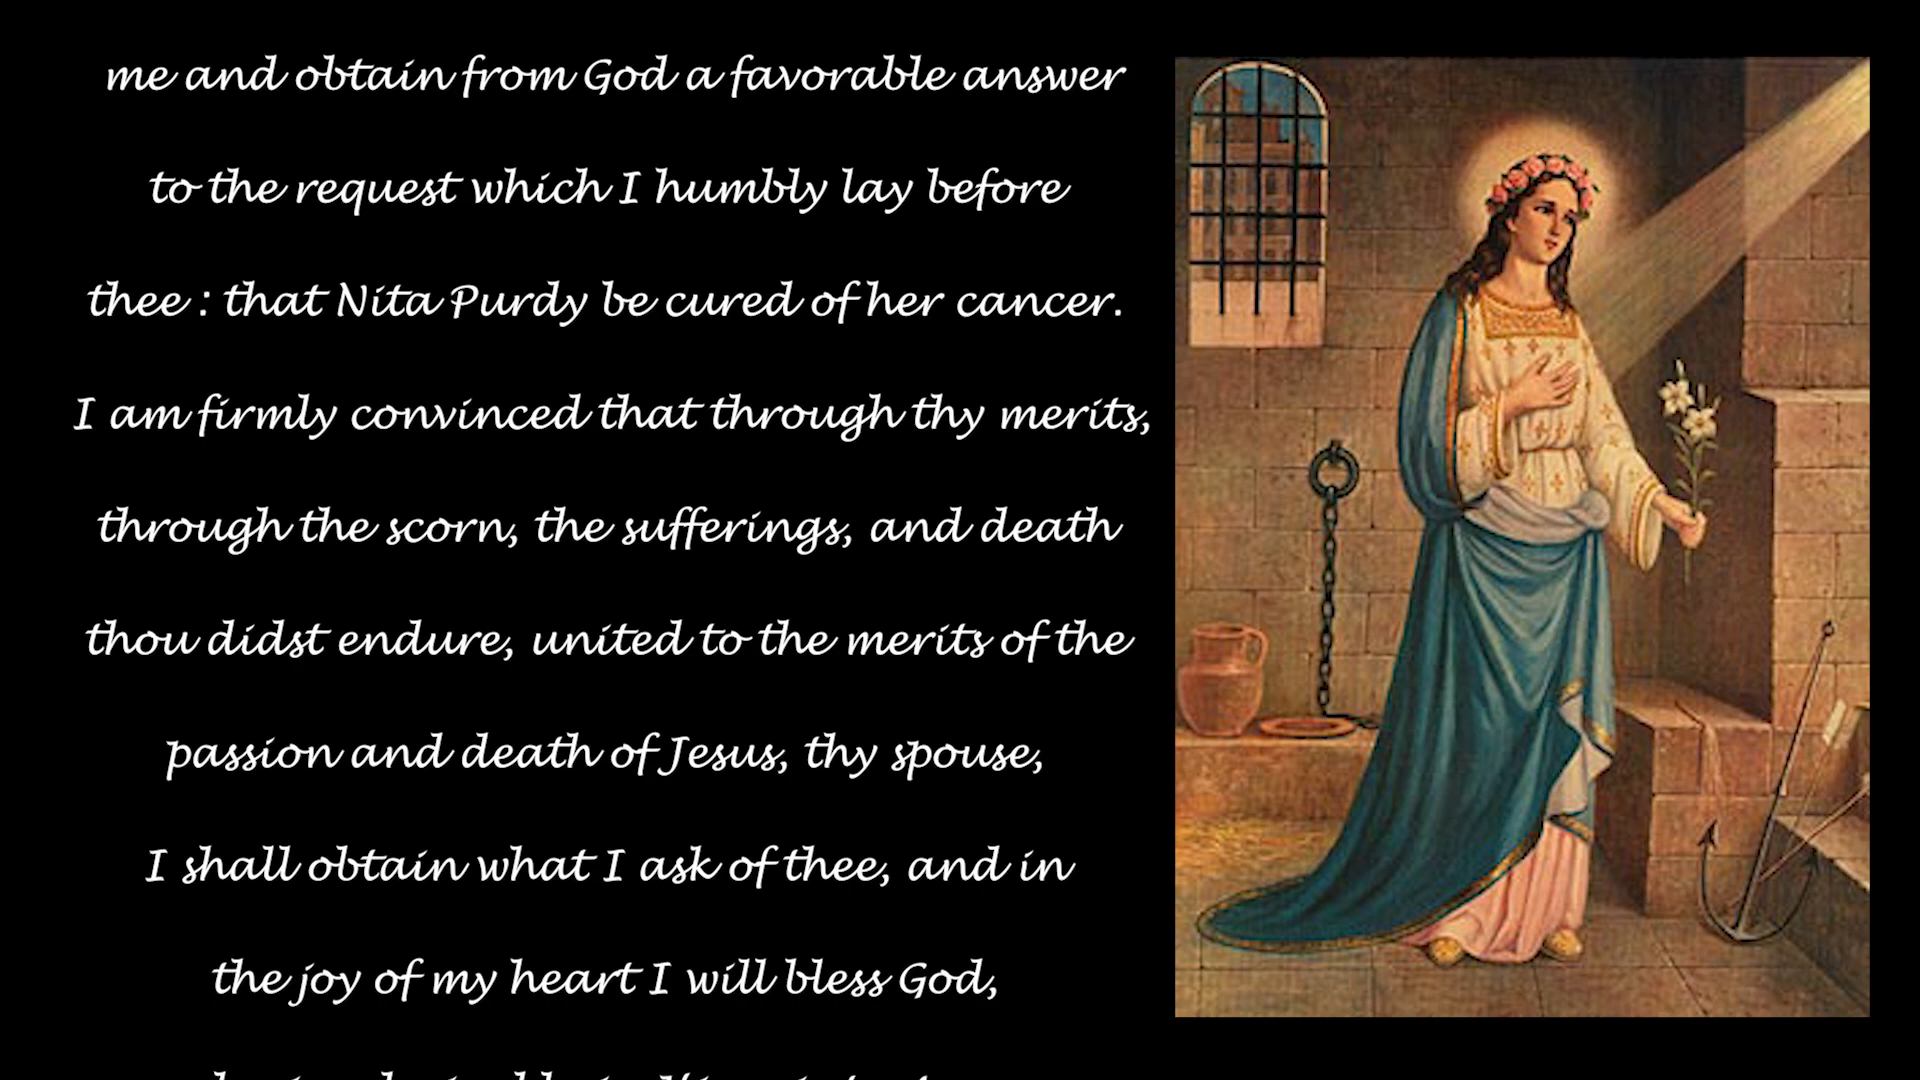 me and obtain from God a favorable answer
to the request which I humbly lay before
thee : that Nita Purdy be cured of her cancer.
I am firmly convinced that through thy merits,
through the scorn, the sufferings, and death
thou didst endure, united to the merits of the
passion and death of Jesus, thy spouse,
I shall obtain what I ask of thee, and in
the joy of my heart I will bless God,